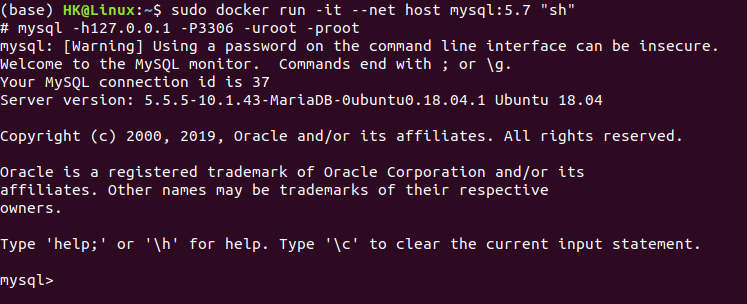 (base) HK@Linux:~$ sudo docker run -it --net host mysql:5.7 "sh"
# mysql -h127.0.0.1 -P3306 -uroot -proot
mysql: [Warning] Using a password on the command line interface can be insecure.
Welcome to the MySQL monitor.  Commands end with ; or \g.
Your MySQL connection id is 37
Server version: 5.5.5-10.1.43-MariaDB-0ubuntu0.18.04.1 Ubuntu 18.04
Copyright (c) 2000, 2019, Oracle and/or its affiliates. All rights reserved.
Oracle is a registered trademark of Oracle Corporation and/or its
affiliates. Other names may be trademarks of their respective
owners.
Type 'help;' or '\h' for help. Type '\c' to clear the current input statement.
mysql>